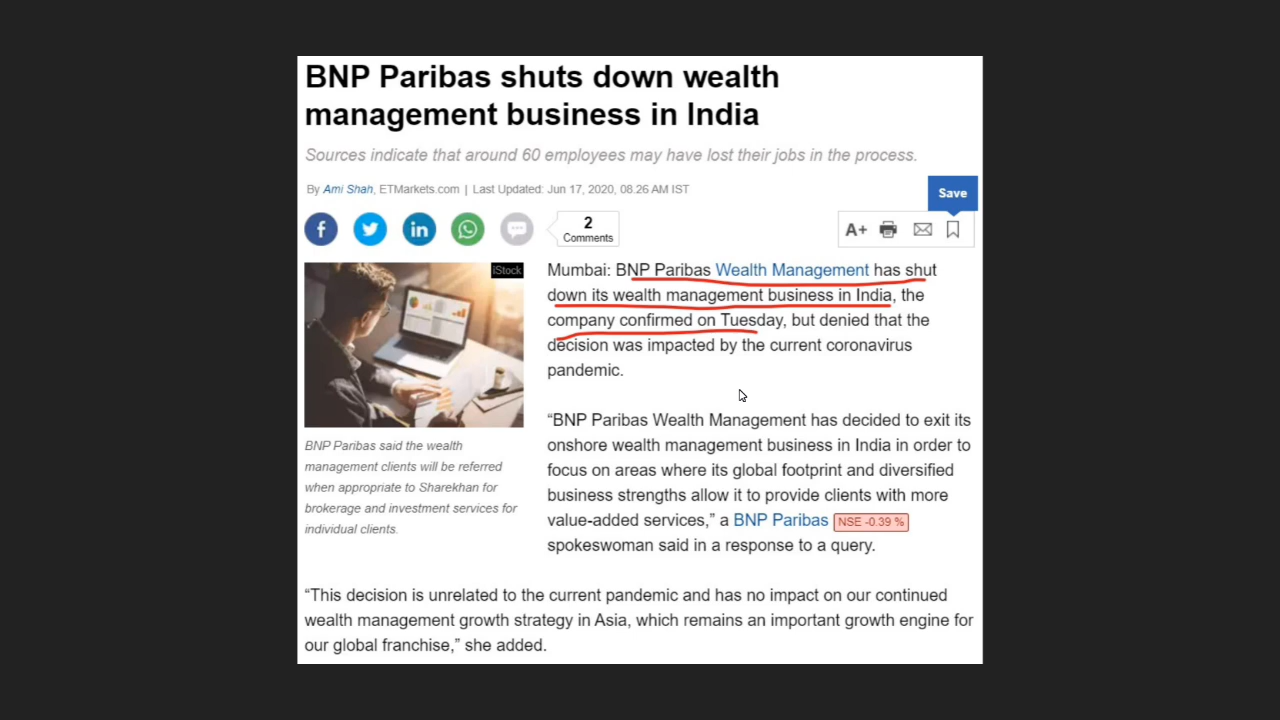 BNP Paribas shuts down wealth
management business in India
Sources indicate that around 60 employees may have lost their jobs in the process.
By Ami Shah, ETMarkets.com | Last Updated: Jun 17, 2020, 08.26 AM IST
Save
2
Comments
A+
iStock
BNP Paribas said the wealth
management clients will be referred
when appropriate to Sharekhan for
brokerage and investment services for
individual clients.
Mumbai: BNP Paribas Wealth Management has shut
down its wealth management business in India, the
company confirmed on Tuesday, but denied that the
decision was impacted by the current coronavirus
pandemic.
“BNP Paribas Wealth Management has decided to exit its
onshore wealth management business in India in order to
focus on areas where its global footprint and diversified
business strengths allow it to provide clients with more
value-added services,” a BNP Paribas NSE -0.39 %
spokeswoman said in a response to a query.
“This decision is unrelated to the current pandemic and has no impact on our continued
wealth management growth strategy in Asia, which remains an important growth engine for
our global franchise,” she added.